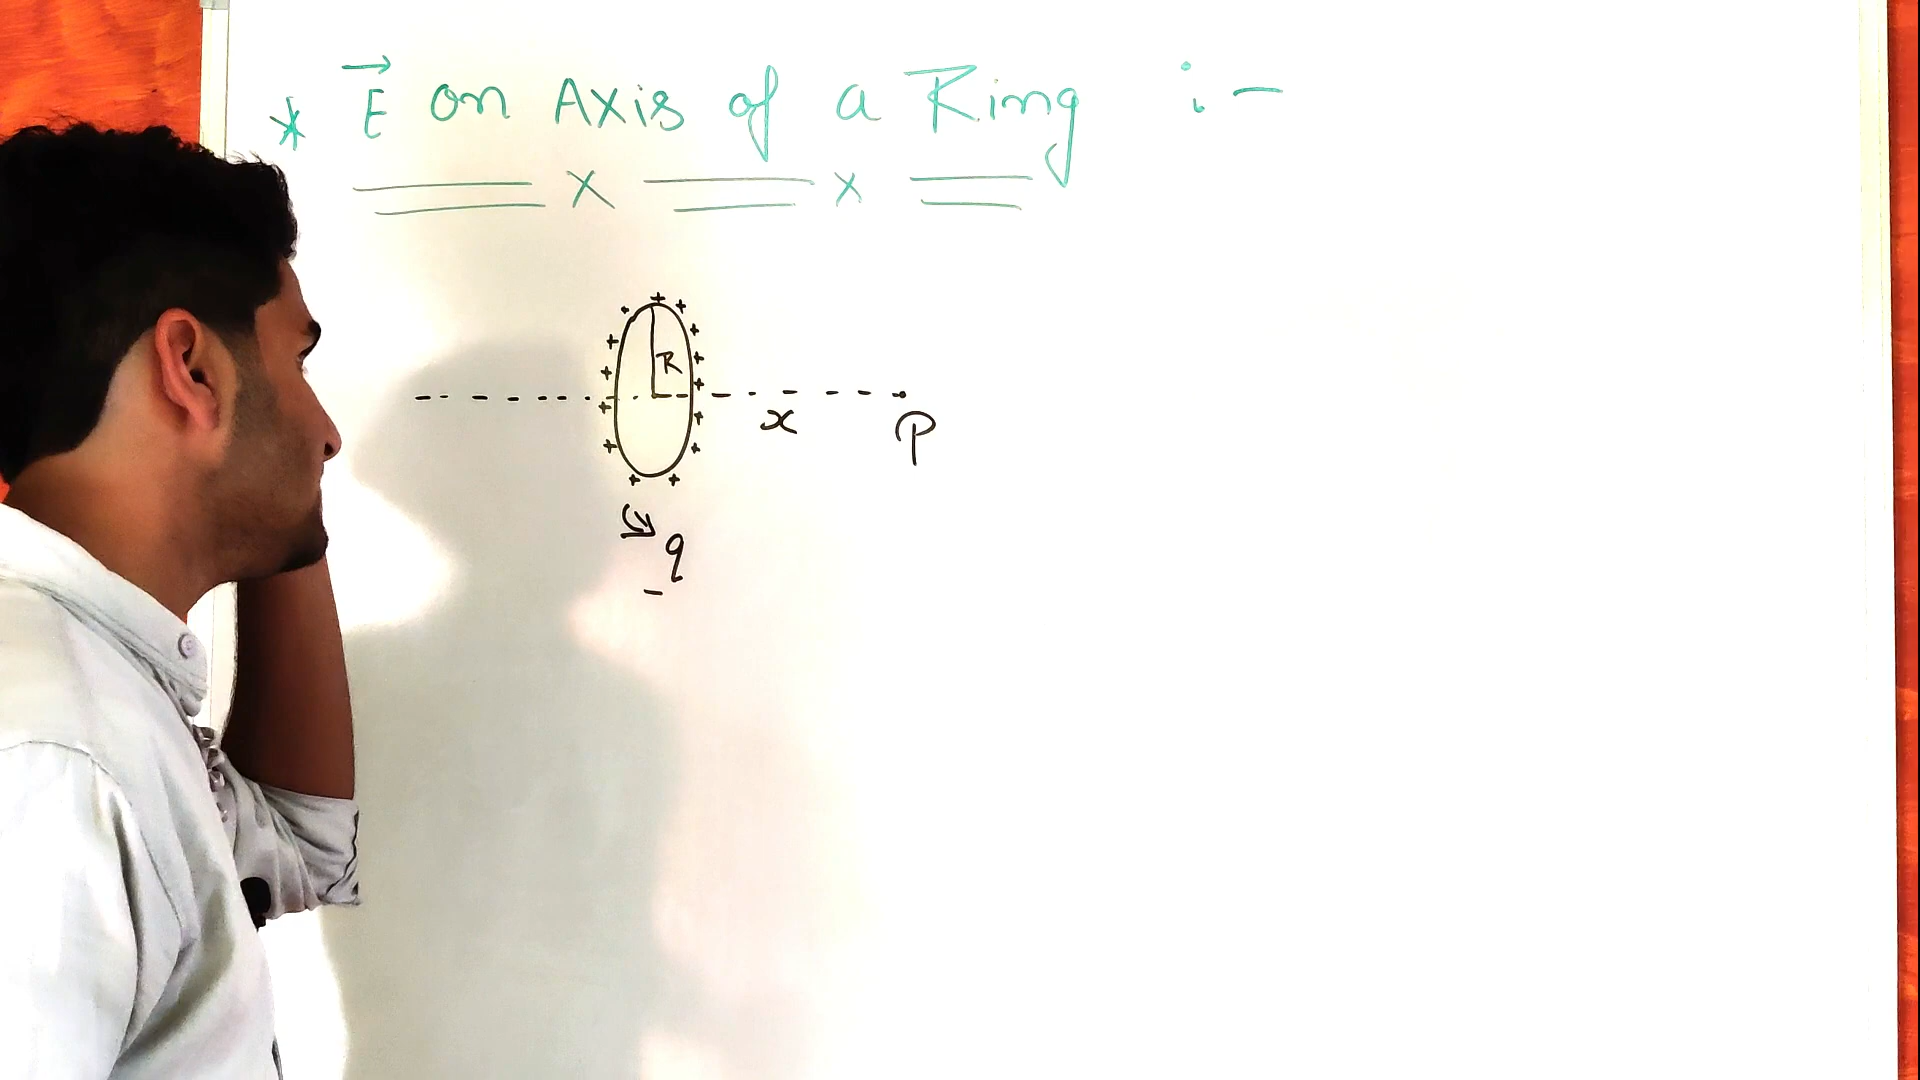 * E on Axis of a Ring :-
x x
R
x
P
q